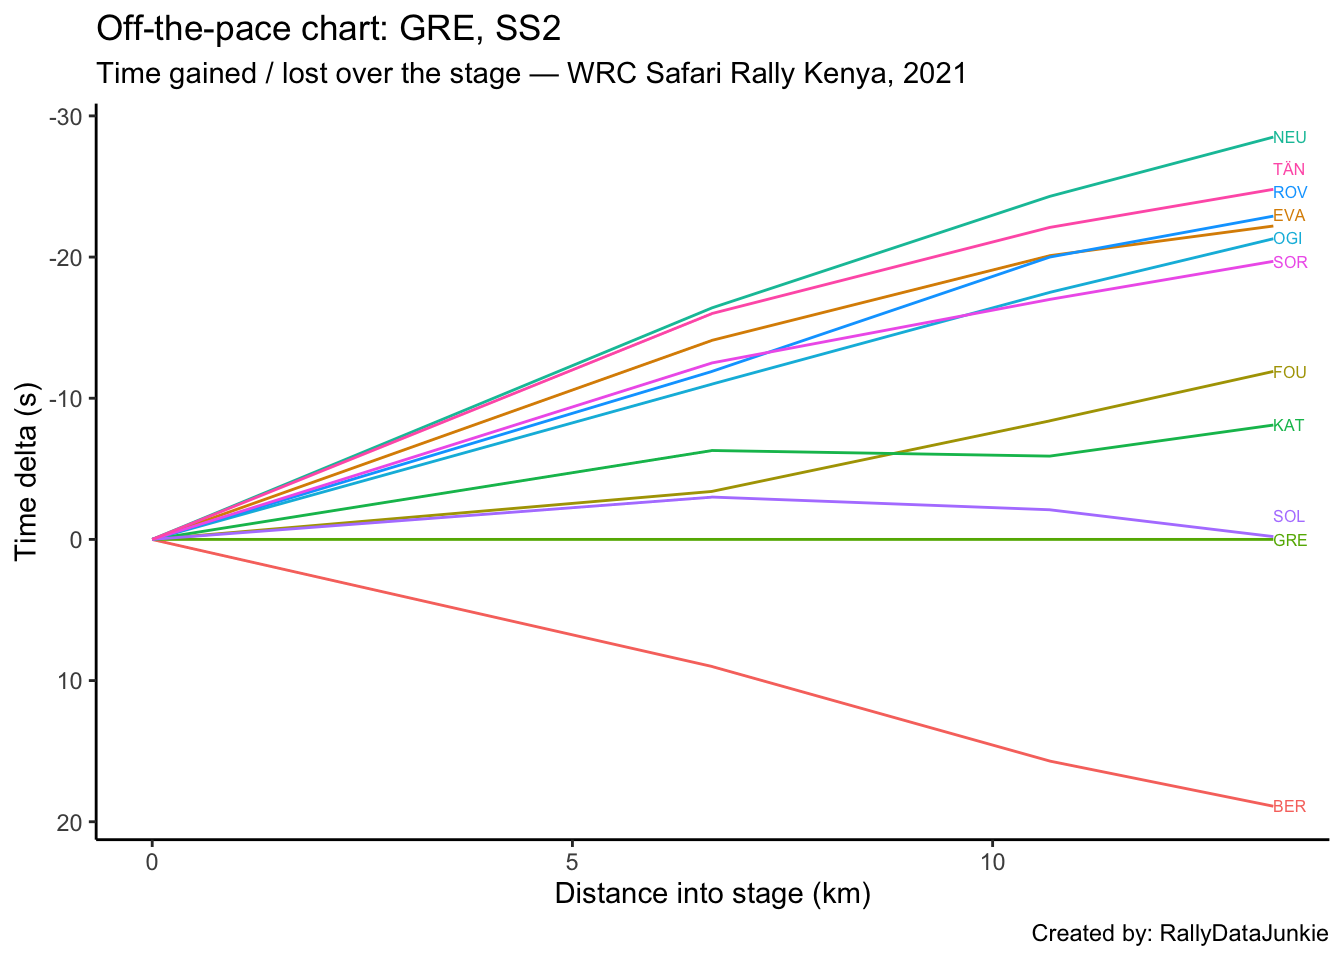 Off-the-pace chart: GRE, SS2
Time gained / lost over the stage — WRC Safari Rally Kenya, 2021
Time delta (s)
-30
-20
-10
0
10
20
NEU
TÄN
ROV
EVA
OGI
SOR
FOU
KAT
SOL
GRE
BER
0 5 10
Distance into stage (km)
Created by: RallyDataJunkie